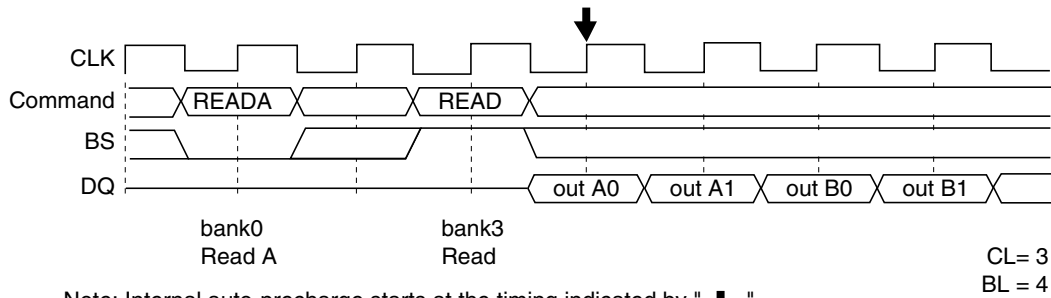 CLK
Command READA READ
BS
DQ out A0 out A1 out B0 out B1
bank0 bank3
Read A Read
CL= 3
BL = 4
Note: Internal auto-precharge starts at the timing indicated by " ".